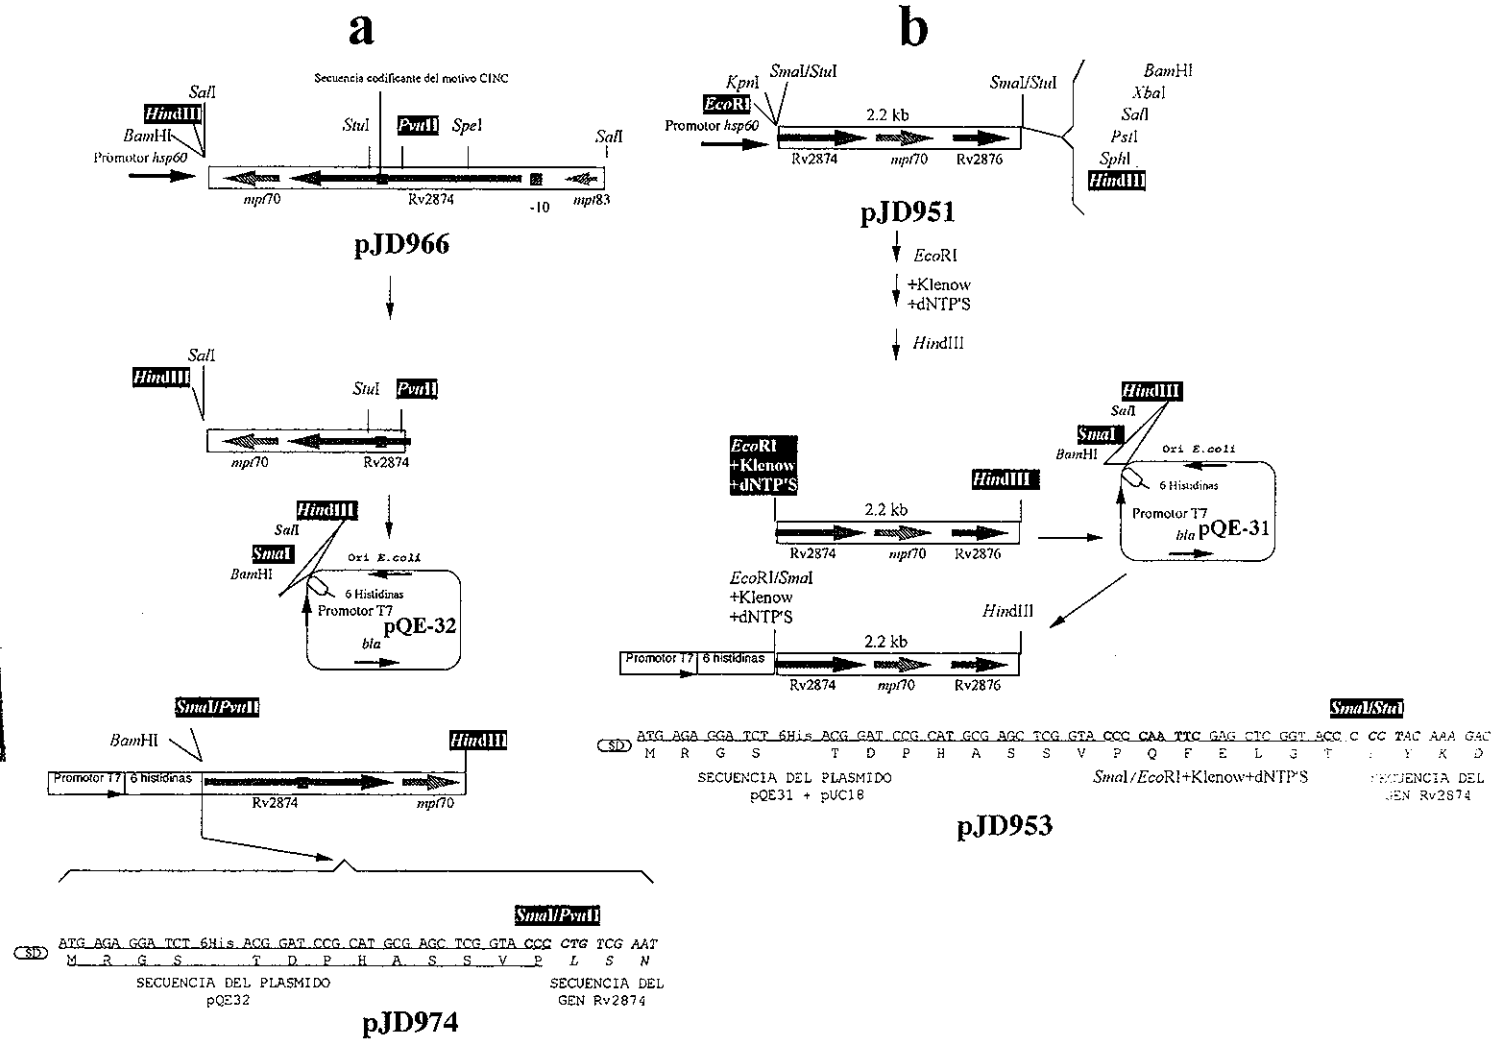 a
Secuencia codificante del motivo CINC
SalI
HindIII
BamHI
Promotor hsp60
StuI
PvuII
SpeI
SalI
mpt70
Rv2874
-10
mpt83
pJD966
SalI
HindIII
StuI
PvuII
mpt70
Rv2874
HindIII
SalI
SmaI
BamHI
Ori E.coli
6 Histidinas
Promotor T7
pQE-32
bla
SmaI/PvuII
BamHI
HindIII
Promotor T7
6 histidinas
Rv2874
mpt70
SmaI/PvuII
SD
ATG AGA GGA TCT 6His ACG GAT CCG CAT GCG AGC TCG GTA CCC CTG TCG AAT
M R G S T D P H A S S V P L S N
SECUENCIA DEL PLASMIDO
pQE32
SECUENCIA DEL
GEN Rv2874
pJD974
b
SmaI/StuI
KpnI
EcoRI
Promotor hsp60
SmaI/StuI
2.2 kb
Rv2874
mpt70
Rv2876
BamHI
XbaI
SalI
PstI
SphI
HindIII
pJD951
EcoRI
+Klenow
+dNTP'S
HindIII
EcoRI
+Klenow
+dNTP'S
HindIII
2.2 kb
Rv2874
mpt70
Rv2876
HindIII
SalI
SmaI
BamHI
Ori E.coli
6 Histidinas
Promotor T7
bla
pQE-31
EcoRI/SmaI
+Klenow
+dNTP'S
HindIII
2.2 kb
Promotor T7
6 histidinas
Rv2874
mpt70
Rv2876
SmaI/StuI
SD
ATG AGA GGA TCT 6His ACG GAT CCG CAT GCG AGC TCG GTA CCC CAA TTC GAG CTC GGT ACC C CCT TAC AAA GAC
M R G S T D P H A S S V P Q F E L G T Y K D
SECUENCIA DEL PLASMIDO
pQE31 + pUC18
SmaI/EcoRI+Klenow+dNTP'S
SECUENCIA DEL
GEN Rv2874
pJD953